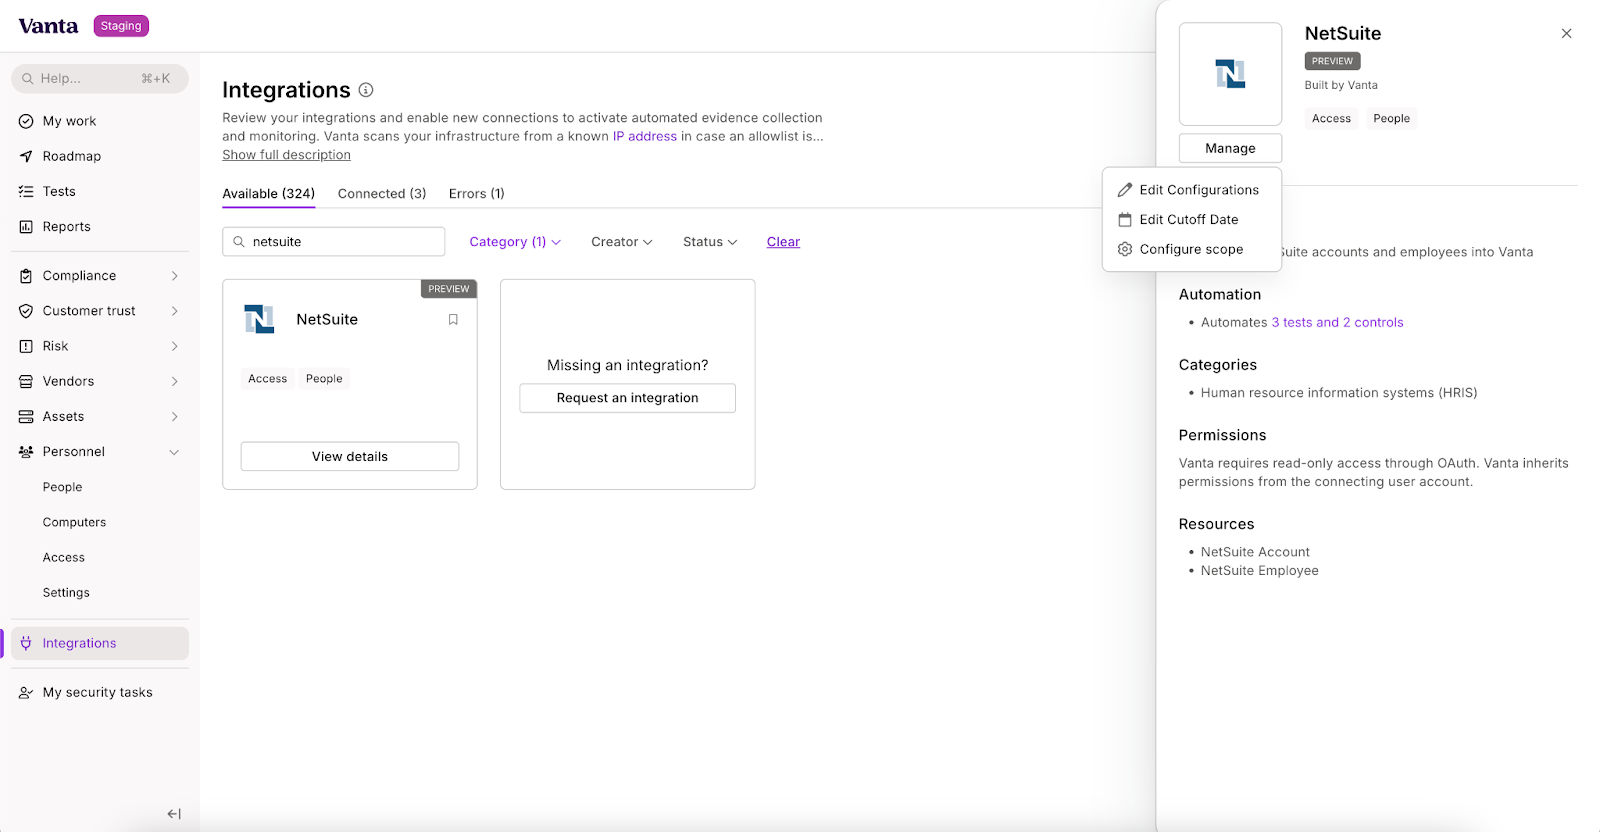 Vanta
Staging
Help...
⌘+K
My work
Roadmap
Tests
Reports
Compliance
Customer trust
Risk
Vendors
Assets
Personnel
People
Computers
Access
Settings
Integrations
My security tasks
Integrations
Review your integrations and enable new connections to activate automated evidence collection
and monitoring. Vanta scans your infrastructure from a known IP address in case an allowlist is...
Show full description
Available (324)
Connected (3)
Errors (1)
netsuite
Category (1)
Creator
Status
Clear
PREVIEW
NetSuite
Access
People
View details
Missing an integration?
Request an integration
NetSuite
PREVIEW
Built by Vanta
Access
People
Manage
Edit Configurations
Edit Cutoff Date
Configure scope
Suite accounts and employees into Vanta
Automation
• Automates 3 tests and 2 controls
Categories
• Human resource information systems (HRIS)
Permissions
Vanta requires read-only access through OAuth. Vanta inherits
permissions from the connecting user account.
Resources
• NetSuite Account
• NetSuite Employee